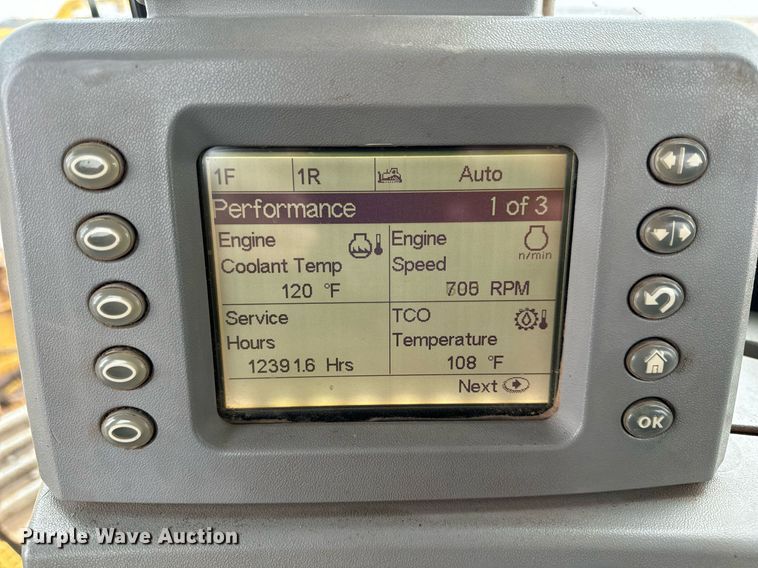 1F 1R Auto
Performance 1 of 3
Engine
Coolant Temp
120 °F
Engine
Speed
n/min
RPM
Service
Hours
12391.6 Hrs
TCO
Temperature
108 °F
Next
OK
Purple Wave Auction